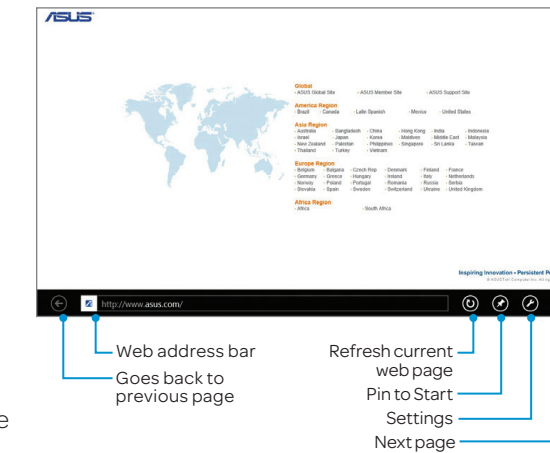 ASUS
Global
- ASUS Global Site - ASUS Member Site - ASUS Support Site
America Region
- Brazil - Canada - Latin Spanish - Mexico - United States
Asia Region
- Australia - Bangladesh - China - Hong Kong - India - Indonesia
- Israel - Japan - Korea - Maldives - Middle East - Malaysia
- New Zealand - Pakistan - Philippines - Singapore - Sri Lanka - Taiwan
- Thailand - Turkey - Vietnam
Europe Region
- Belgium - Bulgaria - Czech Rep - Denmark - Finland - France
- Germany - Greece - Hungary - Ireland - Italy - Netherlands
- Norway - Poland - Portugal - Romania - Russia - Serbia
- Slovakia - Spain - Sweden - Switzerland - Ukraine - United Kingdom
Africa Region
- Africa - South Africa
Inspiring Innovation • Persistent
http://www.asus.com/
Web address bar
Goes back to
previous page
Refresh current
web page
Pin to Start
Settings
Next page